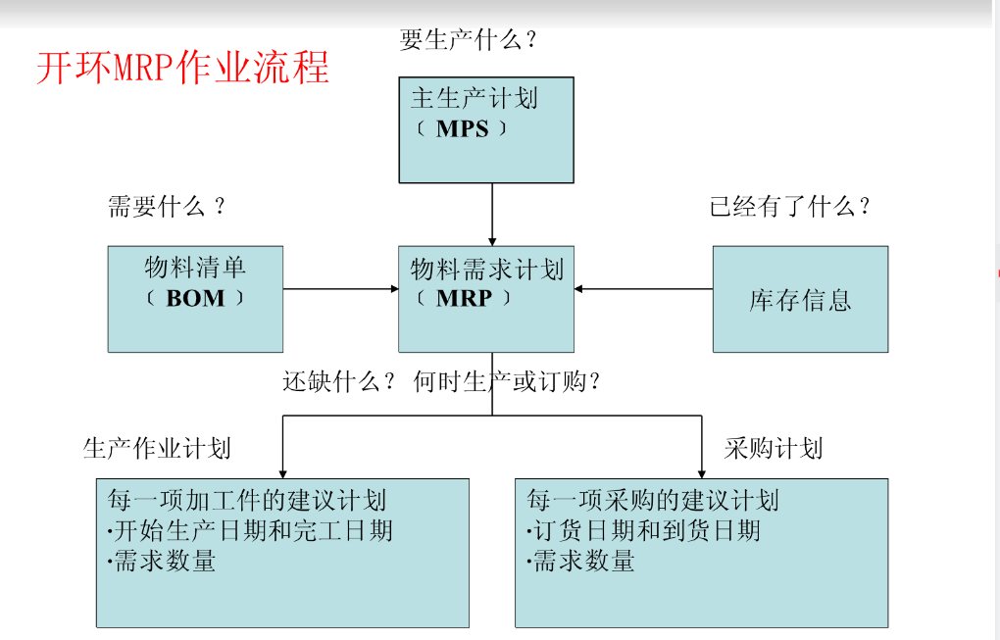 要生产什么？
开环MRP作业流程
主生产计划
（ MPS ）
需要什么 ？
已经有了什么？
物料清单
（ BOM ）
物料需求计划
（ MRP ）
库存信息
还缺什么？ 何时生产或订购？
生产作业计划
采购计划
每一项加工件的建议计划
·开始生产日期和完工日期
·需求数量
每一项采购的建议计划
·订货日期和到货日期
·需求数量